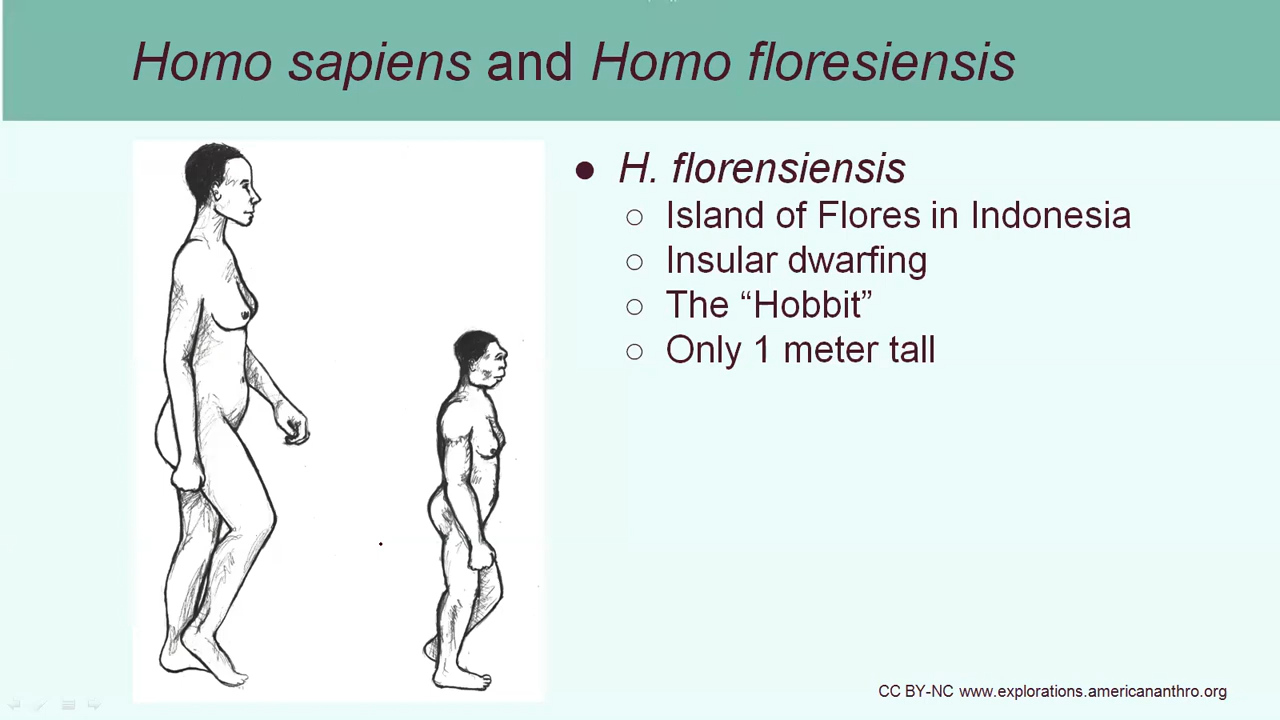 Homo sapiens and Homo floresiensis
● H. florensiensis
○ Island of Flores in Indonesia
○ Insular dwarfing
○ The “Hobbit”
○ Only 1 meter tall
CC BY-NC www.explorations.americananthro.org